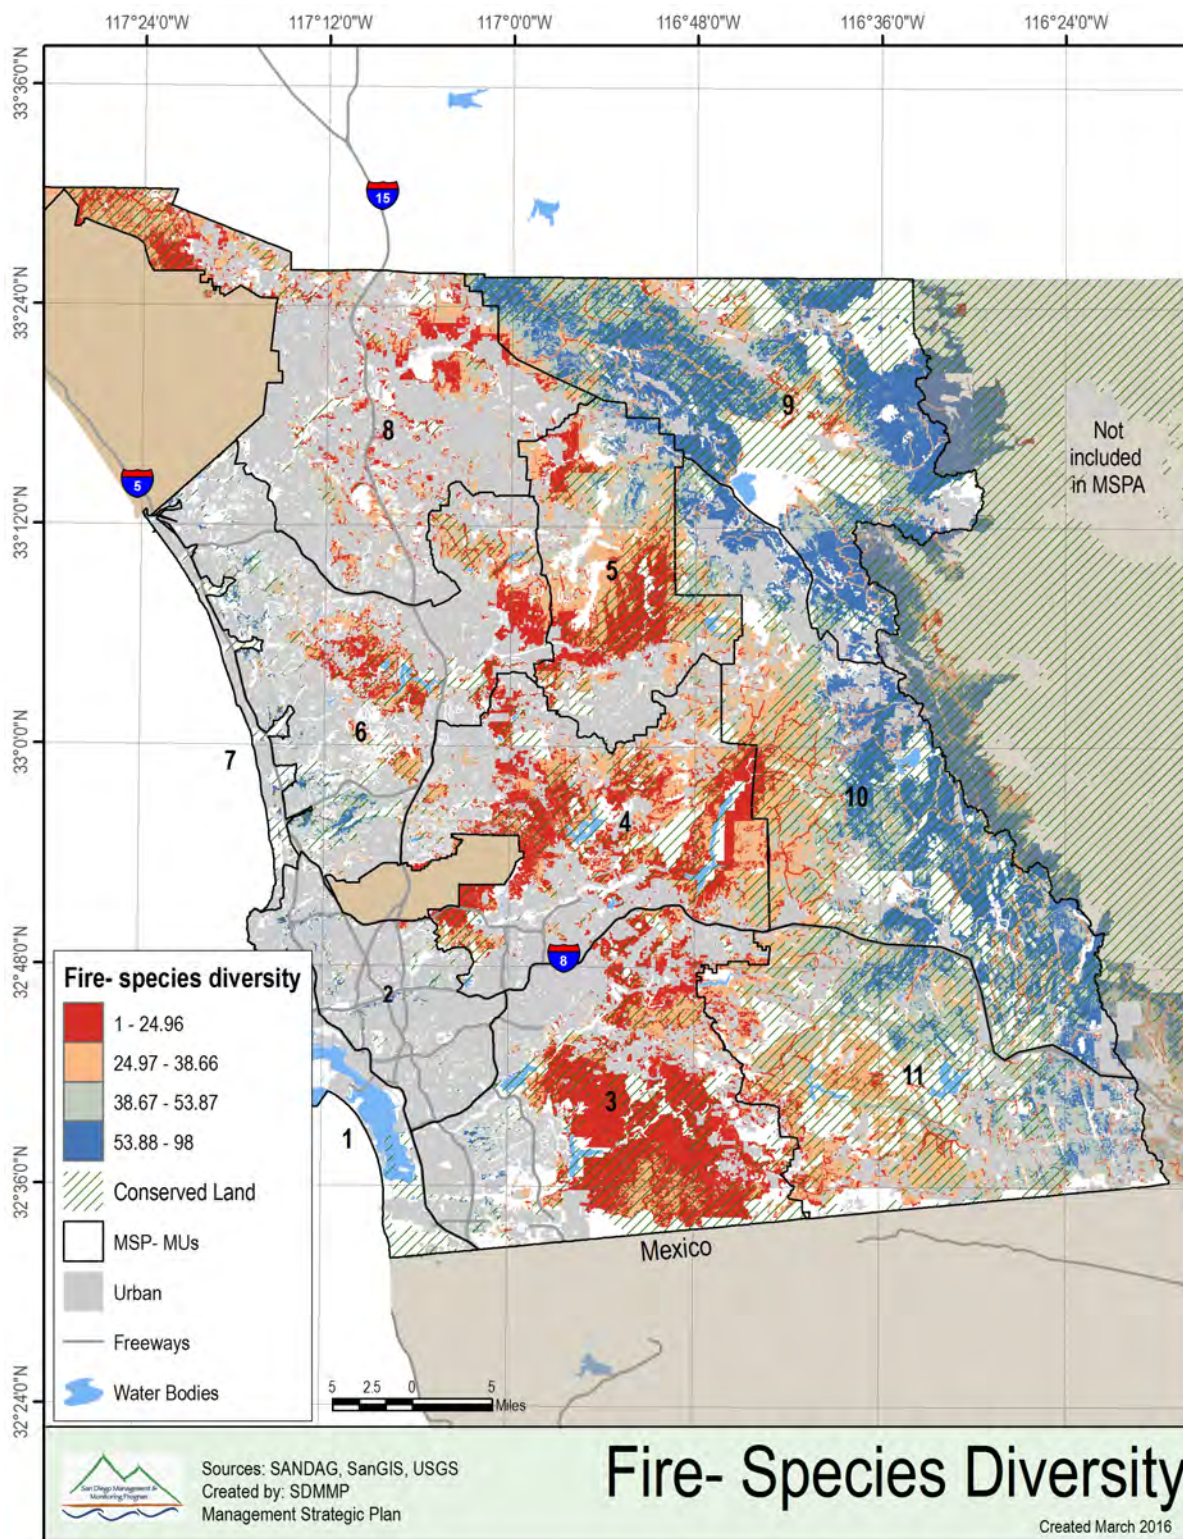 117°24'0"W 117°12'0"W 117°0'0"W 116°48'0"W 116°36'0"W 116°24'0"W
33°36'0"N
15
33°24'0"N
9
8
Not
included
in MSPA
5
33°12'0"N
5
6
33°0'0"N
7
10
4
8
32°48'0"N
2
11
3
1
32°36'0"N
Mexico
32°24'0"N
Fire- species diversity
1 - 24.96
24.97 - 38.66
38.67 - 53.87
53.88 - 98
Conserved Land
MSP- MUs
Urban
Freeways
Water Bodies
5 2.5 0 5
Miles
San Diego Management &
Monitoring Program
Sources: SANDAG, SanGIS, USGS
Created by: SDMMP
Management Strategic Plan
Fire- Species Diversity
Created March 2016